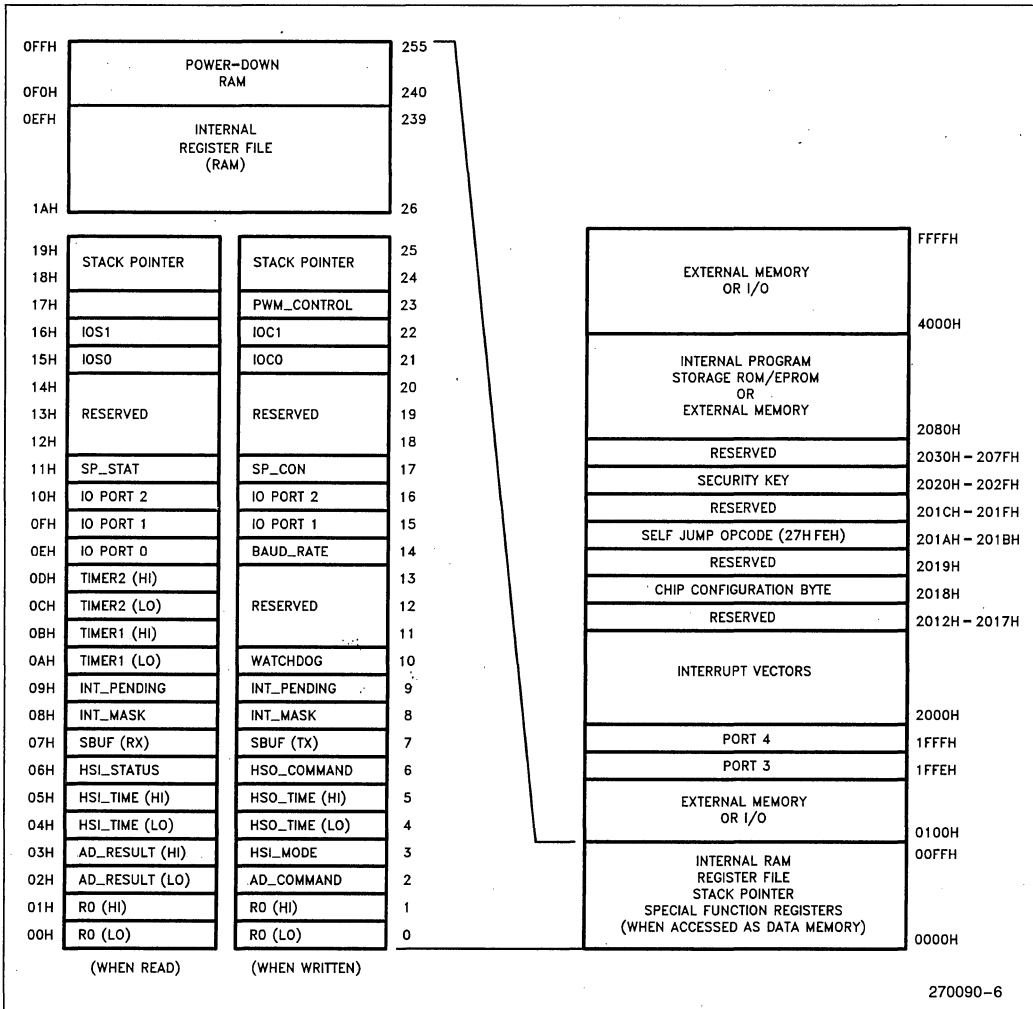 0FFH 255
POWER-DOWN
RAM
0F0H 240
0EFH 239
INTERNAL
REGISTER FILE
(RAM)
1AH 26
19H 25
STACK POINTER STACK POINTER
18H 24
17H PWM_CONTROL 23
16H IOS1 IOC1 22
15H IOS0 IOC0 21
14H 20
13H RESERVED RESERVED 19
12H 18
11H SP_STAT SP_CON 17
10H IO PORT 2 IO PORT 2 16
0FH IO PORT 1 IO PORT 1 15
0EH IO PORT 0 BAUD_RATE 14
0DH TIMER2 (HI) 13
0CH TIMER2 (LO) RESERVED 12
0BH TIMER1 (HI) 11
0AH TIMER1 (LO) WATCHDOG 10
09H INT_PENDING INT_PENDING 9
08H INT_MASK INT_MASK 8
07H SBUF (RX) SBUF (TX) 7
06H HSI_STATUS HSO_COMMAND 6
05H HSI_TIME (HI) HSO_TIME (HI) 5
04H HSI_TIME (LO) HSO_TIME (LO) 4
03H AD_RESULT (HI) HSI_MODE 3
02H AD_RESULT (LO) AD_COMMAND 2
01H R0 (HI) R0 (HI) 1
00H R0 (LO) R0 (LO) 0
(WHEN READ) (WHEN WRITTEN)
FFFFH
EXTERNAL MEMORY
OR I/O
4000H
INTERNAL PROGRAM
STORAGE ROM/EPROM
OR
EXTERNAL MEMORY
2080H
RESERVED 2030H – 207FH
SECURITY KEY 2020H – 202FH
RESERVED 201CH – 201FH
SELF JUMP OPCODE (27H FEH) 201AH – 201BH
RESERVED 2019H
CHIP CONFIGURATION BYTE 2018H
RESERVED 2012H – 2017H
INTERRUPT VECTORS
2000H
PORT 4 1FFFH
PORT 3 1FFEH
EXTERNAL MEMORY
OR I/O
0100H
00FFH
INTERNAL RAM
REGISTER FILE
STACK POINTER
SPECIAL FUNCTION REGISTERS
(WHEN ACCESSED AS DATA MEMORY)
0000H
270090–6